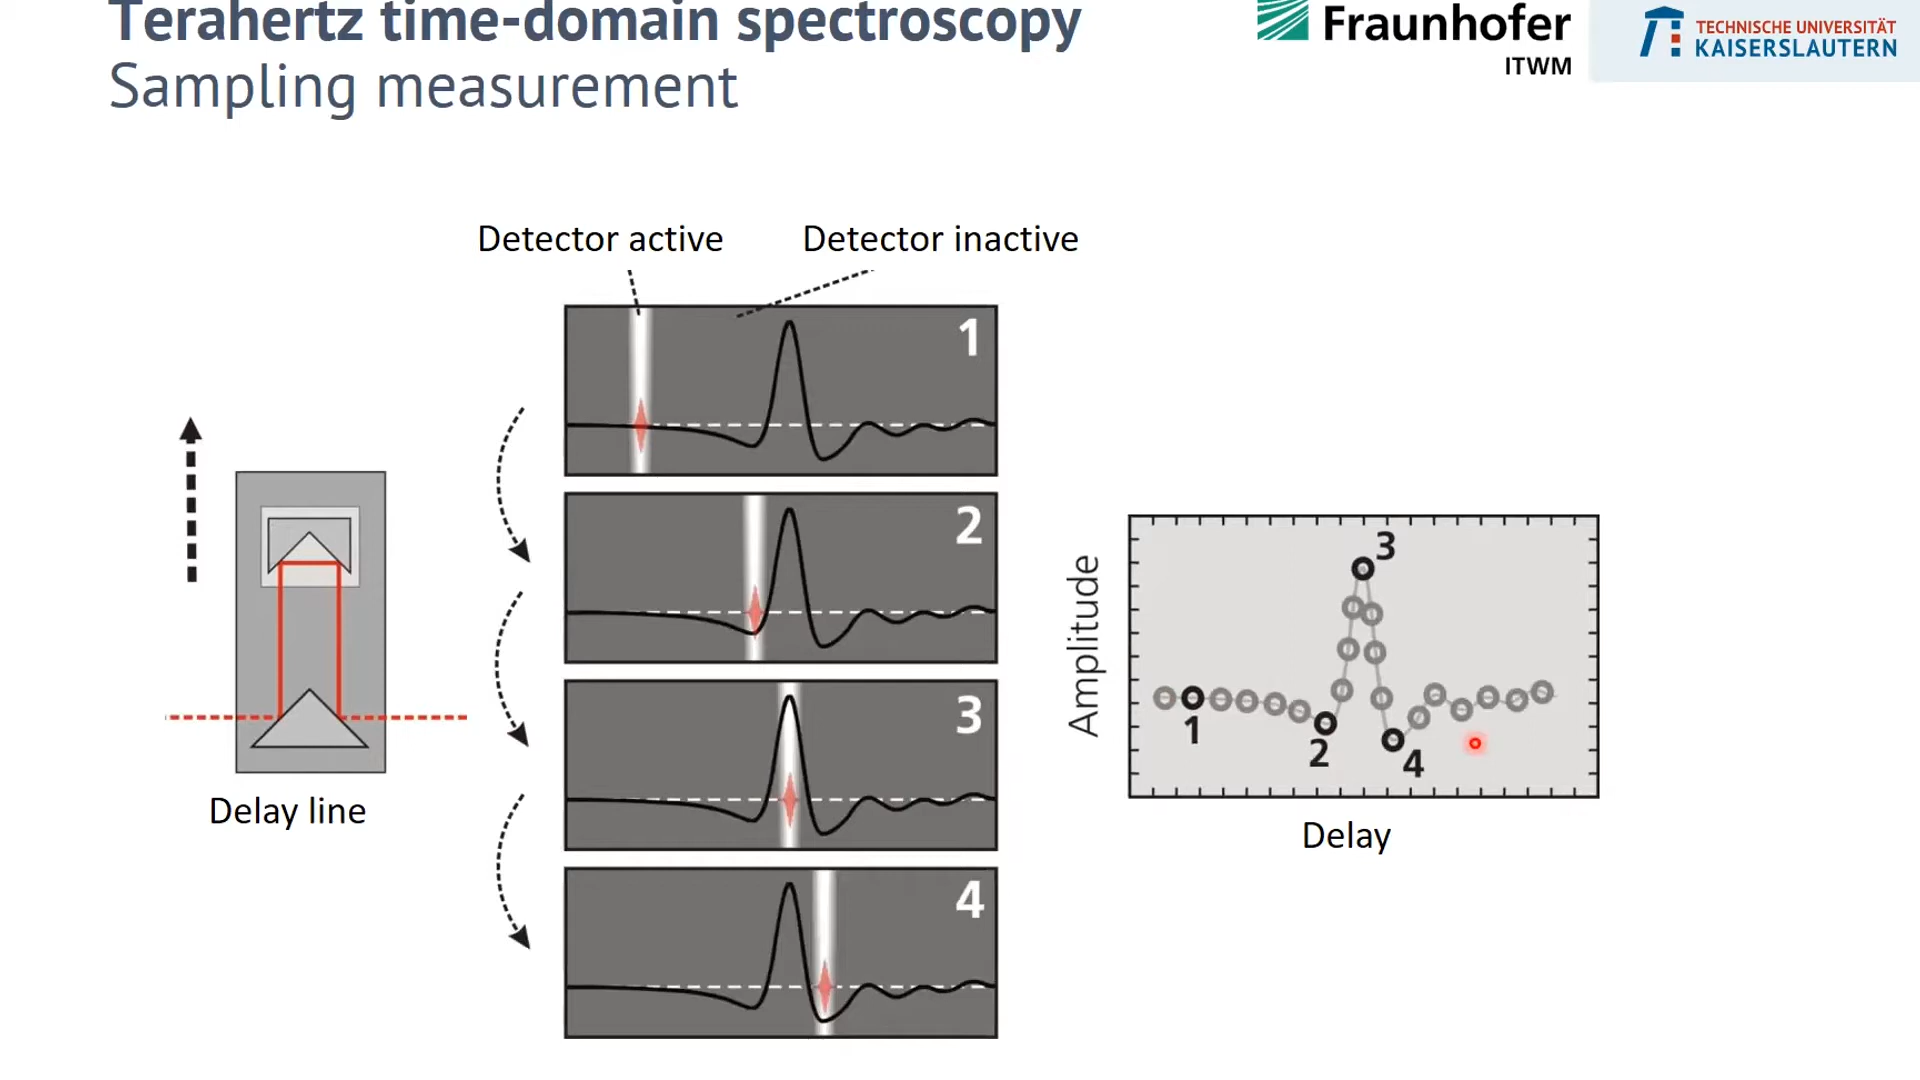 Terahertz time-domain spectroscopy
Sampling measurement
Fraunhofer
ITWM
TECHNISCHE UNIVERSITÄT
KAISERSLAUTERN
Detector active
Detector inactive
1
2
3
4
Delay line
Amplitude
3
1
2
4
Delay